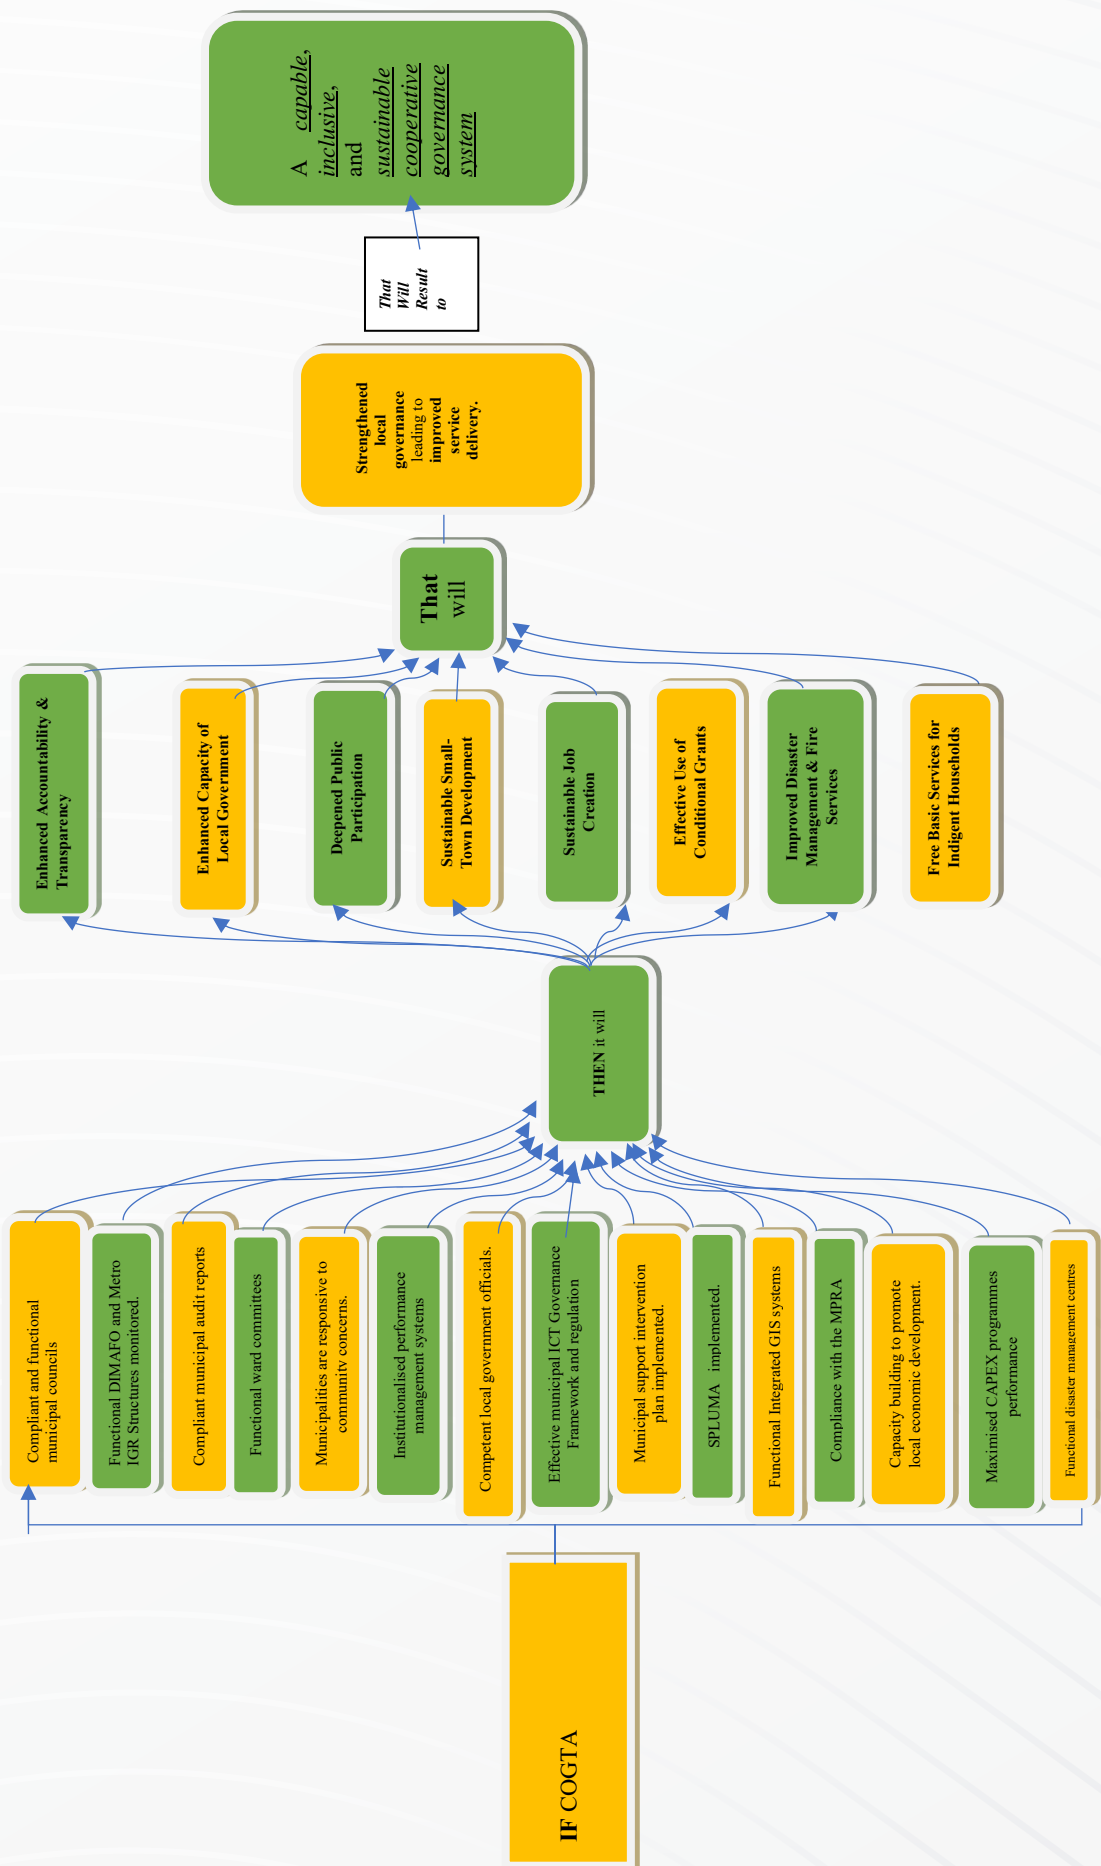 IF COGTA
Compliant and functional
municipal councils
Functional DIMAFO and Metro
IGR Structures monitored.
Compliant municipal audit reports
Functional ward committees
Municipalities are responsive to
community concerns.
Institutionalised performance
management systems
Competent local government officials.
Effective municipal ICT Governance
Framework and regulation
Municipal support intervention
plan implemented.
SPLUMA implemented.
Functional Integrated GIS systems
Compliance with the MPRA
Capacity building to promote
local economic development.
Maximised CAPEX programmes
performance
Functional disaster management centres
THEN it will
Enhanced Accountability &
Transparency
Enhanced Capacity of
Local Government
Deepened Public
Participation
Sustainable Small-
Town Development
Sustainable Job
Creation
Effective Use of
Conditional Grants
Improved Disaster
Management & Fire
Services
Free Basic Services for
Indigent Households
That
will
Strengthened
local
governance
leading to
improved
service
delivery.
That
Will
Result
to
A capable,
inclusive,
and
sustainable
cooperative
governance
system